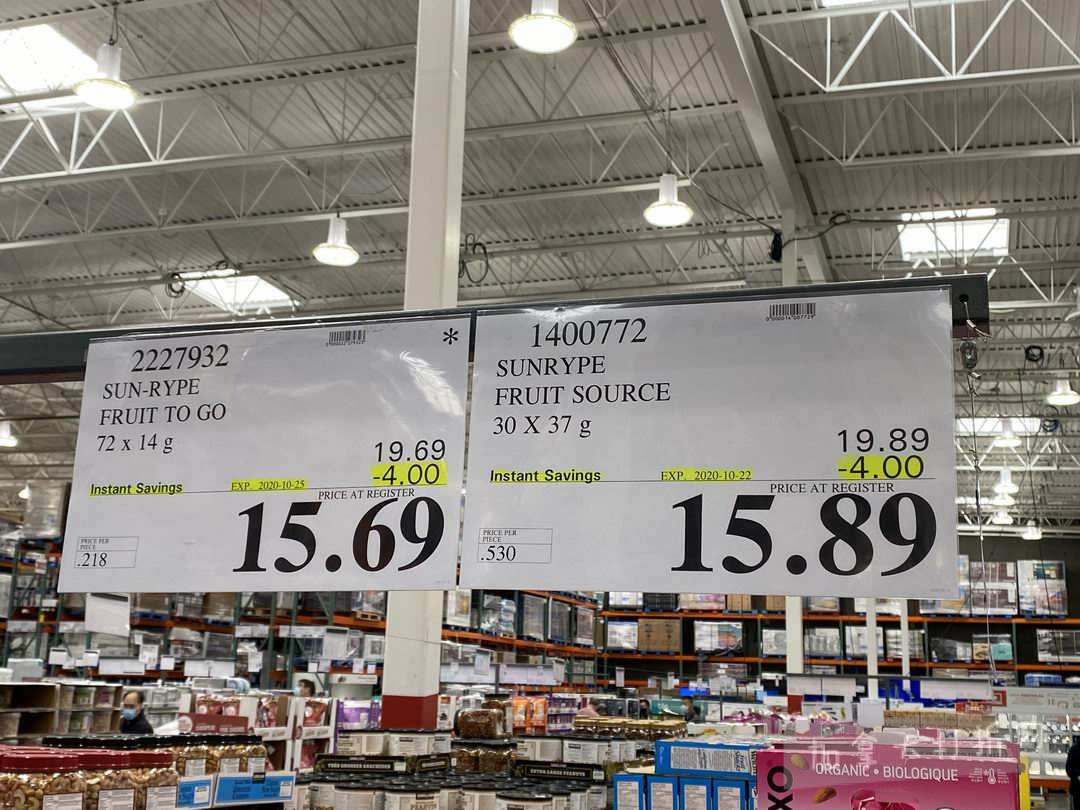 2227932
*
SUN-RYPE
FRUIT TO GO
72 x 14 g
19.69
-4.00
Instant Savings
EXP. 2020-10-25
PRICE AT REGISTER
15.69
PRICE PER
PIECE
.218
1400772
SUNRYPE
FRUIT SOURCE
30 X 37 g
19.89
-4.00
Instant Savings
EXP. 2020-10-22
PRICE AT REGISTER
15.89
PRICE PER
PIECE
.530
ORGANIC • BIOLOGIQUE